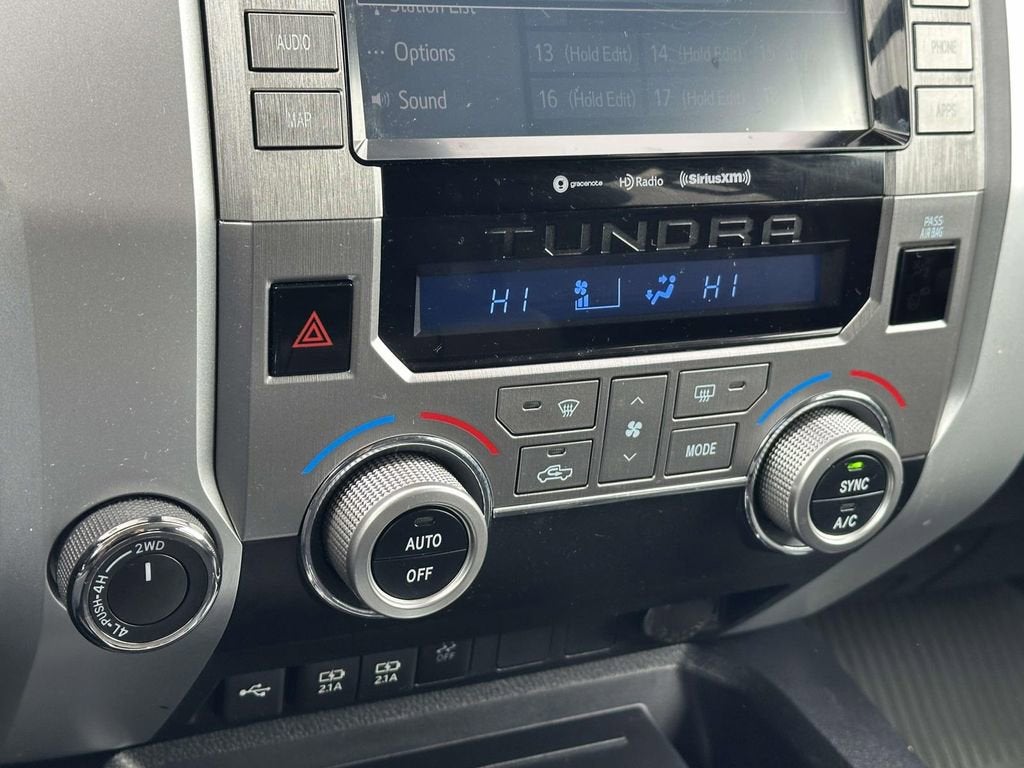 Station List
AUDIO
Options 13 (Hold Edit) 14 (Hold Edit) 15
PHONE
MAP
Sound 16 (Hold Edit) 17 (Hold Edit)
APPS
gracenote HD Radio ((SiriusXM))
TUNDRA
PASS
AIR BAG
HI HI
MODE
SYNC
A/C
AUTO
OFF
2WD
4L-PUSH-4H
2.1A 2.1A OFF